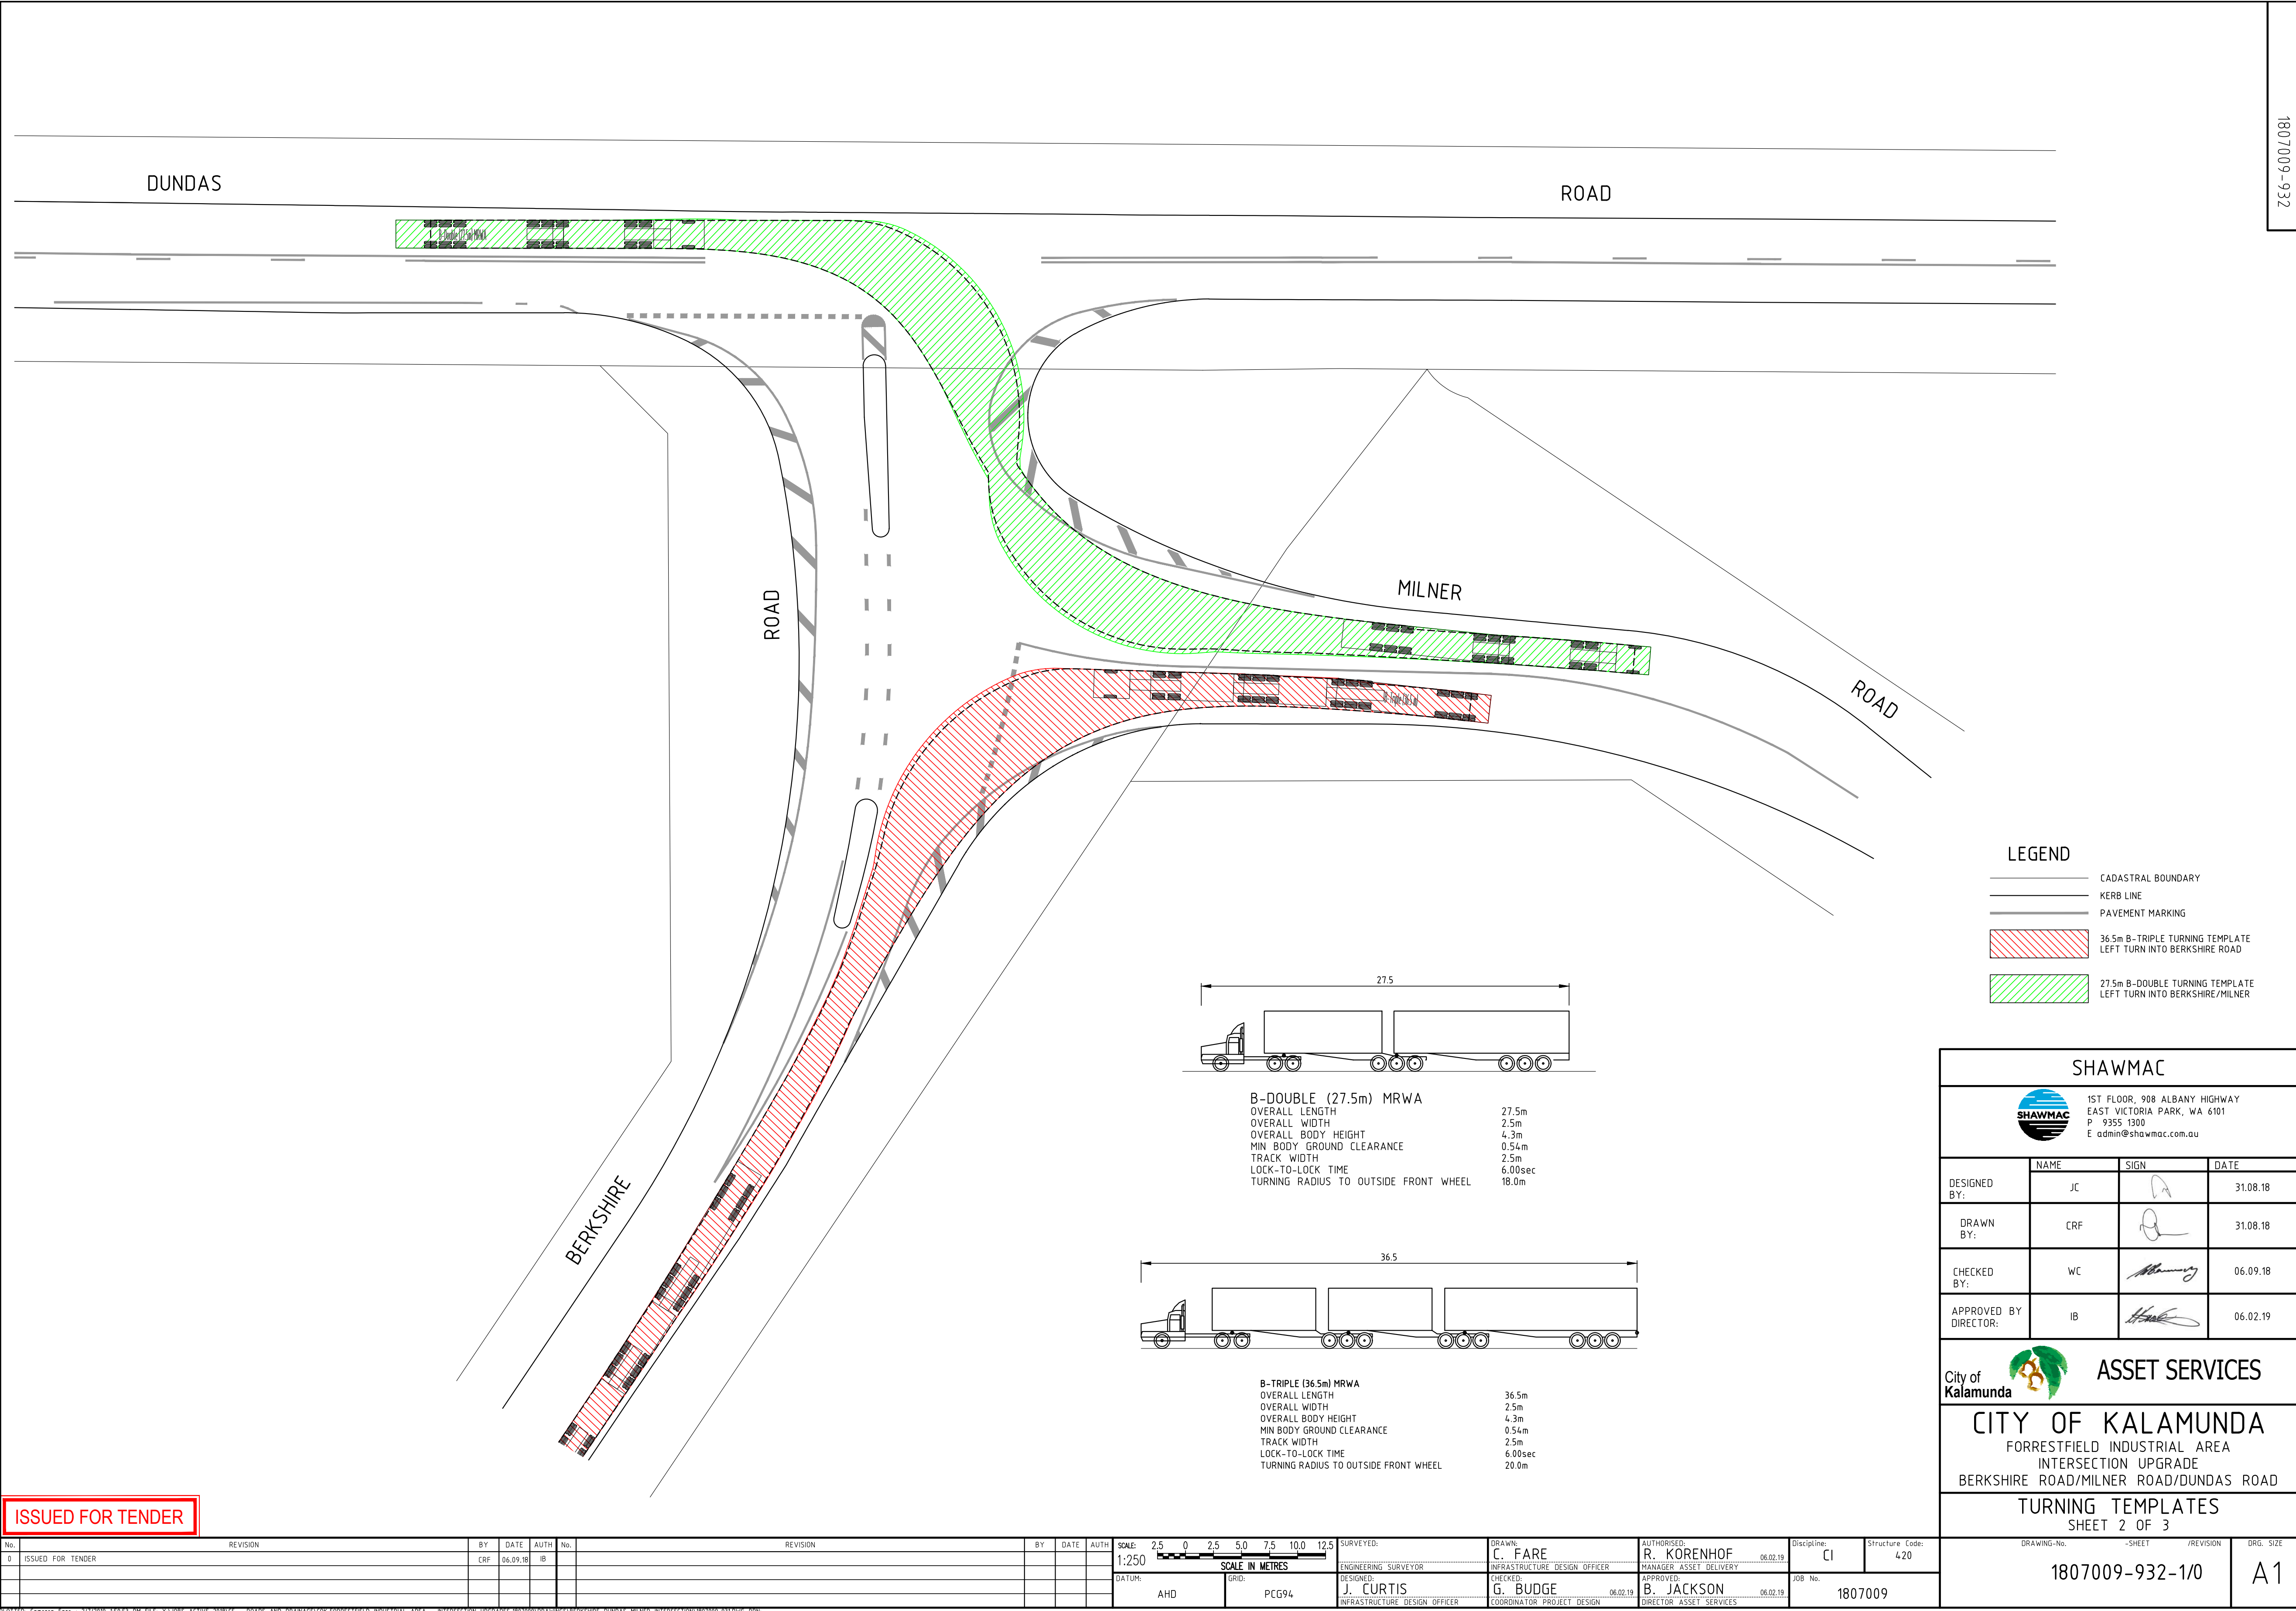 1807009-932
DUNDAS
ROAD
B-Double (27.5m) MRWA
MILNER
ROAD
ROAD
B-Triple (36.5 m)
BERKSHIRE
LEGEND
CADASTRAL BOUNDARY
KERB LINE
PAVEMENT MARKING
36.5m B-TRIPLE TURNING TEMPLATE
LEFT TURN INTO BERKSHIRE ROAD
27.5m B-DOUBLE TURNING TEMPLATE
LEFT TURN INTO BERKSHIRE/MILNER
27.5
B-DOUBLE (27.5m) MRWA
OVERALL LENGTH 27.5m
OVERALL WIDTH 2.5m
OVERALL BODY HEIGHT 4.3m
MIN BODY GROUND CLEARANCE 0.54m
TRACK WIDTH 2.5m
LOCK-TO-LOCK TIME 6.00sec
TURNING RADIUS TO OUTSIDE FRONT WHEEL 18.0m
36.5
B-TRIPLE (36.5m) MRWA
OVERALL LENGTH 36.5m
OVERALL WIDTH 2.5m
OVERALL BODY HEIGHT 4.3m
MIN BODY GROUND CLEARANCE 0.54m
TRACK WIDTH 2.5m
LOCK-TO-LOCK TIME 6.00sec
TURNING RADIUS TO OUTSIDE FRONT WHEEL 20.0m
SHAWMAC
SHAWMAC
1ST FLOOR, 908 ALBANY HIGHWAY
EAST VICTORIA PARK, WA 6101
P 9355 1300
E admin@shawmac.com.au
NAME SIGN DATE
DESIGNED BY: JC 31.08.18
DRAWN BY: CRF 31.08.18
CHECKED BY: WC 06.09.18
APPROVED BY DIRECTOR: IB 06.02.19
City of
Kalamunda
ASSET SERVICES
CITY OF KALAMUNDA
FORRESTFIELD INDUSTRIAL AREA
INTERSECTION UPGRADE
BERKSHIRE ROAD/MILNER ROAD/DUNDAS ROAD
TURNING TEMPLATES
SHEET 2 OF 3
DRAWING-No. -SHEET /REVISION
1807009-932-1/0
DRG. SIZE
A1
ISSUED FOR TENDER
No. REVISION BY DATE AUTH No. REVISION BY DATE AUTH
0 ISSUED FOR TENDER CRF 06.09.18 IB
SCALE: 2.5 0 2.5 5.0 7.5 10.0 12.5
1:250
SCALE IN METRES
DATUM:
AHD
GRID:
PCG94
SURVEYED:
ENGINEERING SURVEYOR
DESIGNED:
J. CURTIS
INFRASTRUCTURE DESIGN OFFICER
DRAWN:
C. FARE
INFRASTRUCTURE DESIGN OFFICER
CHECKED:
G. BUDGE 06.02.19
COORDINATOR PROJECT DESIGN
AUTHORISED:
R. KORENHOF 06.02.19
MANAGER ASSET DELIVERY
APPROVED:
B. JACKSON 06.02.19
DIRECTOR ASSET SERVICES
Discipline:
CI
Structure Code:
420
JOB No.
1807009